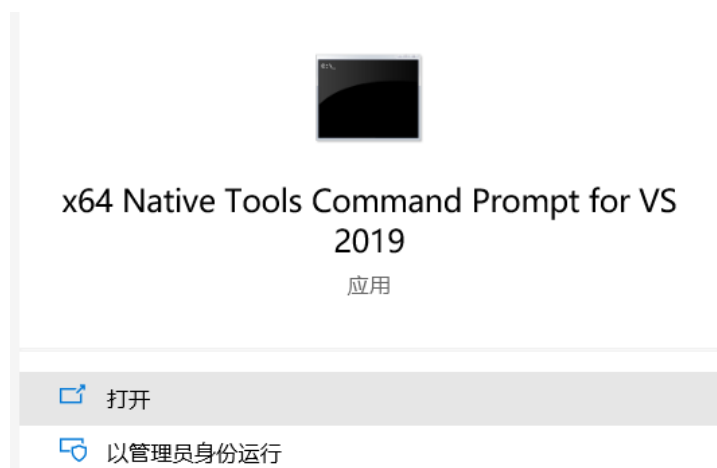 C:\_
x64 Native Tools Command Prompt for VS
2019
应用
打开
以管理员身份运行